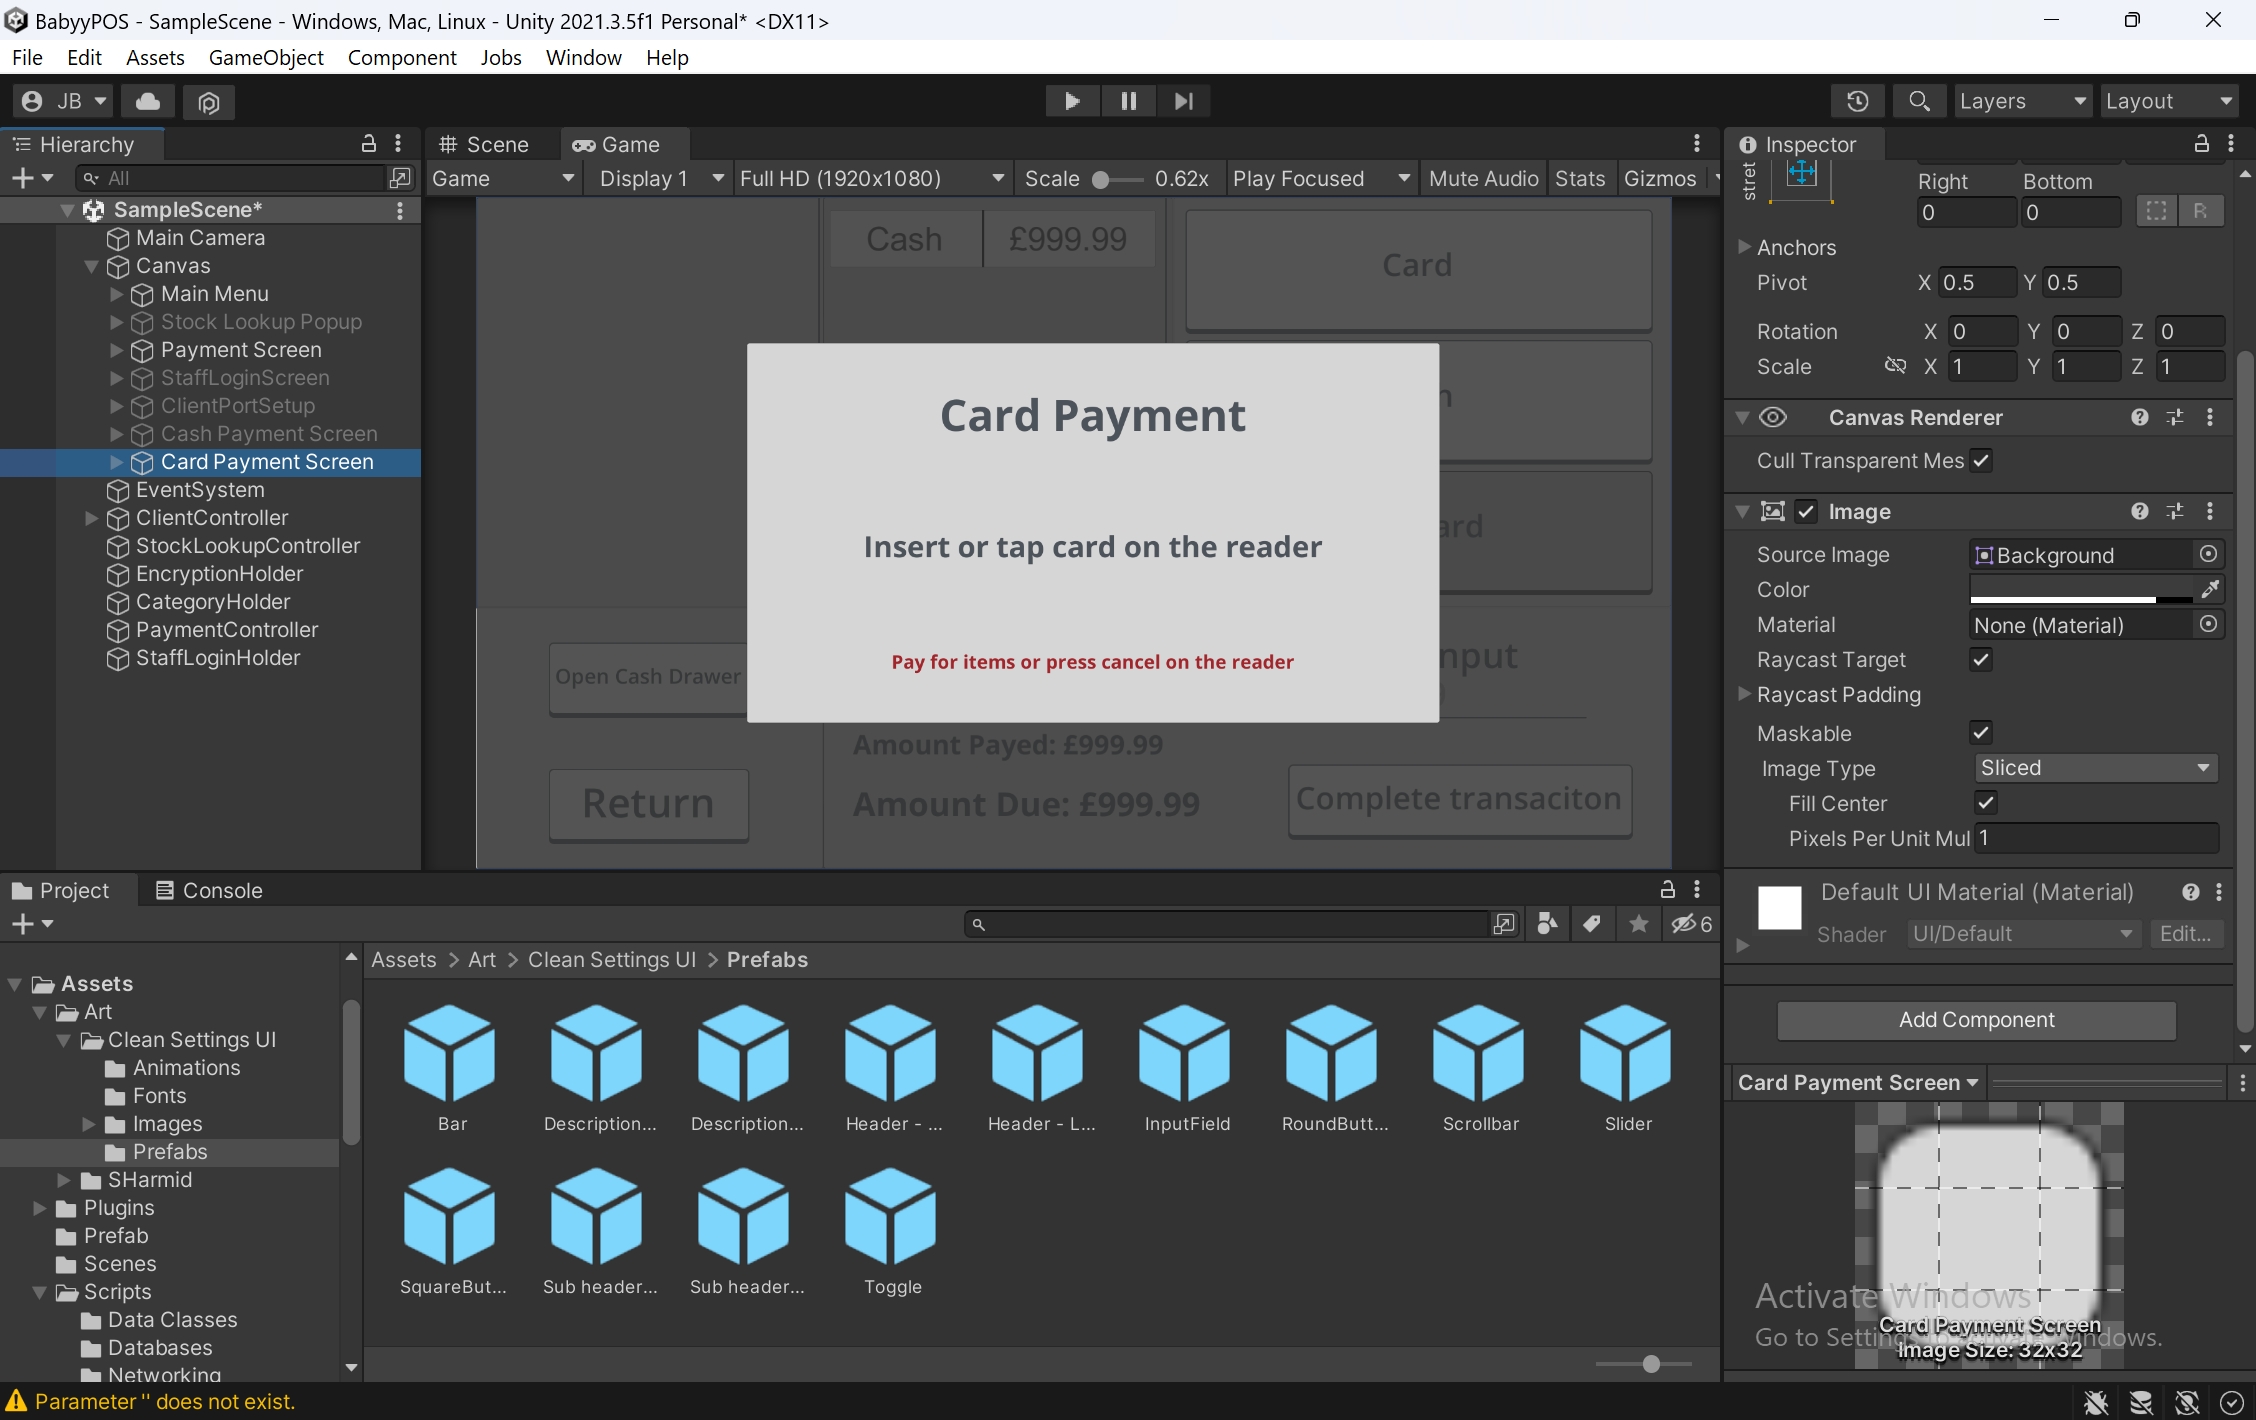 BabyyPOS - SampleScene - Windows, Mac, Linux - Unity 2021.3.5f1 Personal* <DX11>
File Edit Assets GameObject Component Jobs Window Help
JB
Layers
Layout
Hierarchy
All
SampleScene*
Main Camera
Canvas
Main Menu
Stock Lookup Popup
Payment Screen
StaffLoginScreen
ClientPortSetup
Cash Payment Screen
Card Payment Screen
EventSystem
ClientController
StockLookupController
EncryptionHolder
CategoryHolder
PaymentController
StaffLoginHolder
Scene
Game
Game Display 1 Full HD (1920x1080) Scale 0.62x Play Focused Mute Audio Stats Gizmos
Cash £999.99
Card
Card Payment
Insert or tap card on the reader
Pay for items or press cancel on the reader
Open Cash Drawer
nput
ard
Amount Payed: £999.99
Return
Amount Due: £999.99
Complete transaciton
Inspector
stret
Right Bottom
0 0
R
Anchors
Pivot X 0.5 Y 0.5
Rotation X 0 Y 0 Z 0
Scale X 1 Y 1 Z 1
Canvas Renderer
Cull Transparent Mes
Image
Source Image Background
Color
Material None (Material)
Raycast Target
Raycast Padding
Maskable
Image Type Sliced
Fill Center
Pixels Per Unit Mul 1
Default UI Material (Material)
Shader UI/Default Edit...
Add Component
Card Payment Screen
Card Payment Screen
Image Size: 32x32
Activate Windows
Go to Settings to activate Windows.
Project
Console
6
Assets > Art > Clean Settings UI > Prefabs
Assets
Art
Clean Settings UI
Animations
Fonts
Images
Prefabs
SHarmid
Plugins
Prefab
Scenes
Scripts
Data Classes
Databases
Networking
Bar
Description...
Description...
Header - ...
Header - L...
InputField
RoundButt...
Scrollbar
Slider
SquareBut...
Sub header...
Sub header...
Toggle
Parameter '' does not exist.